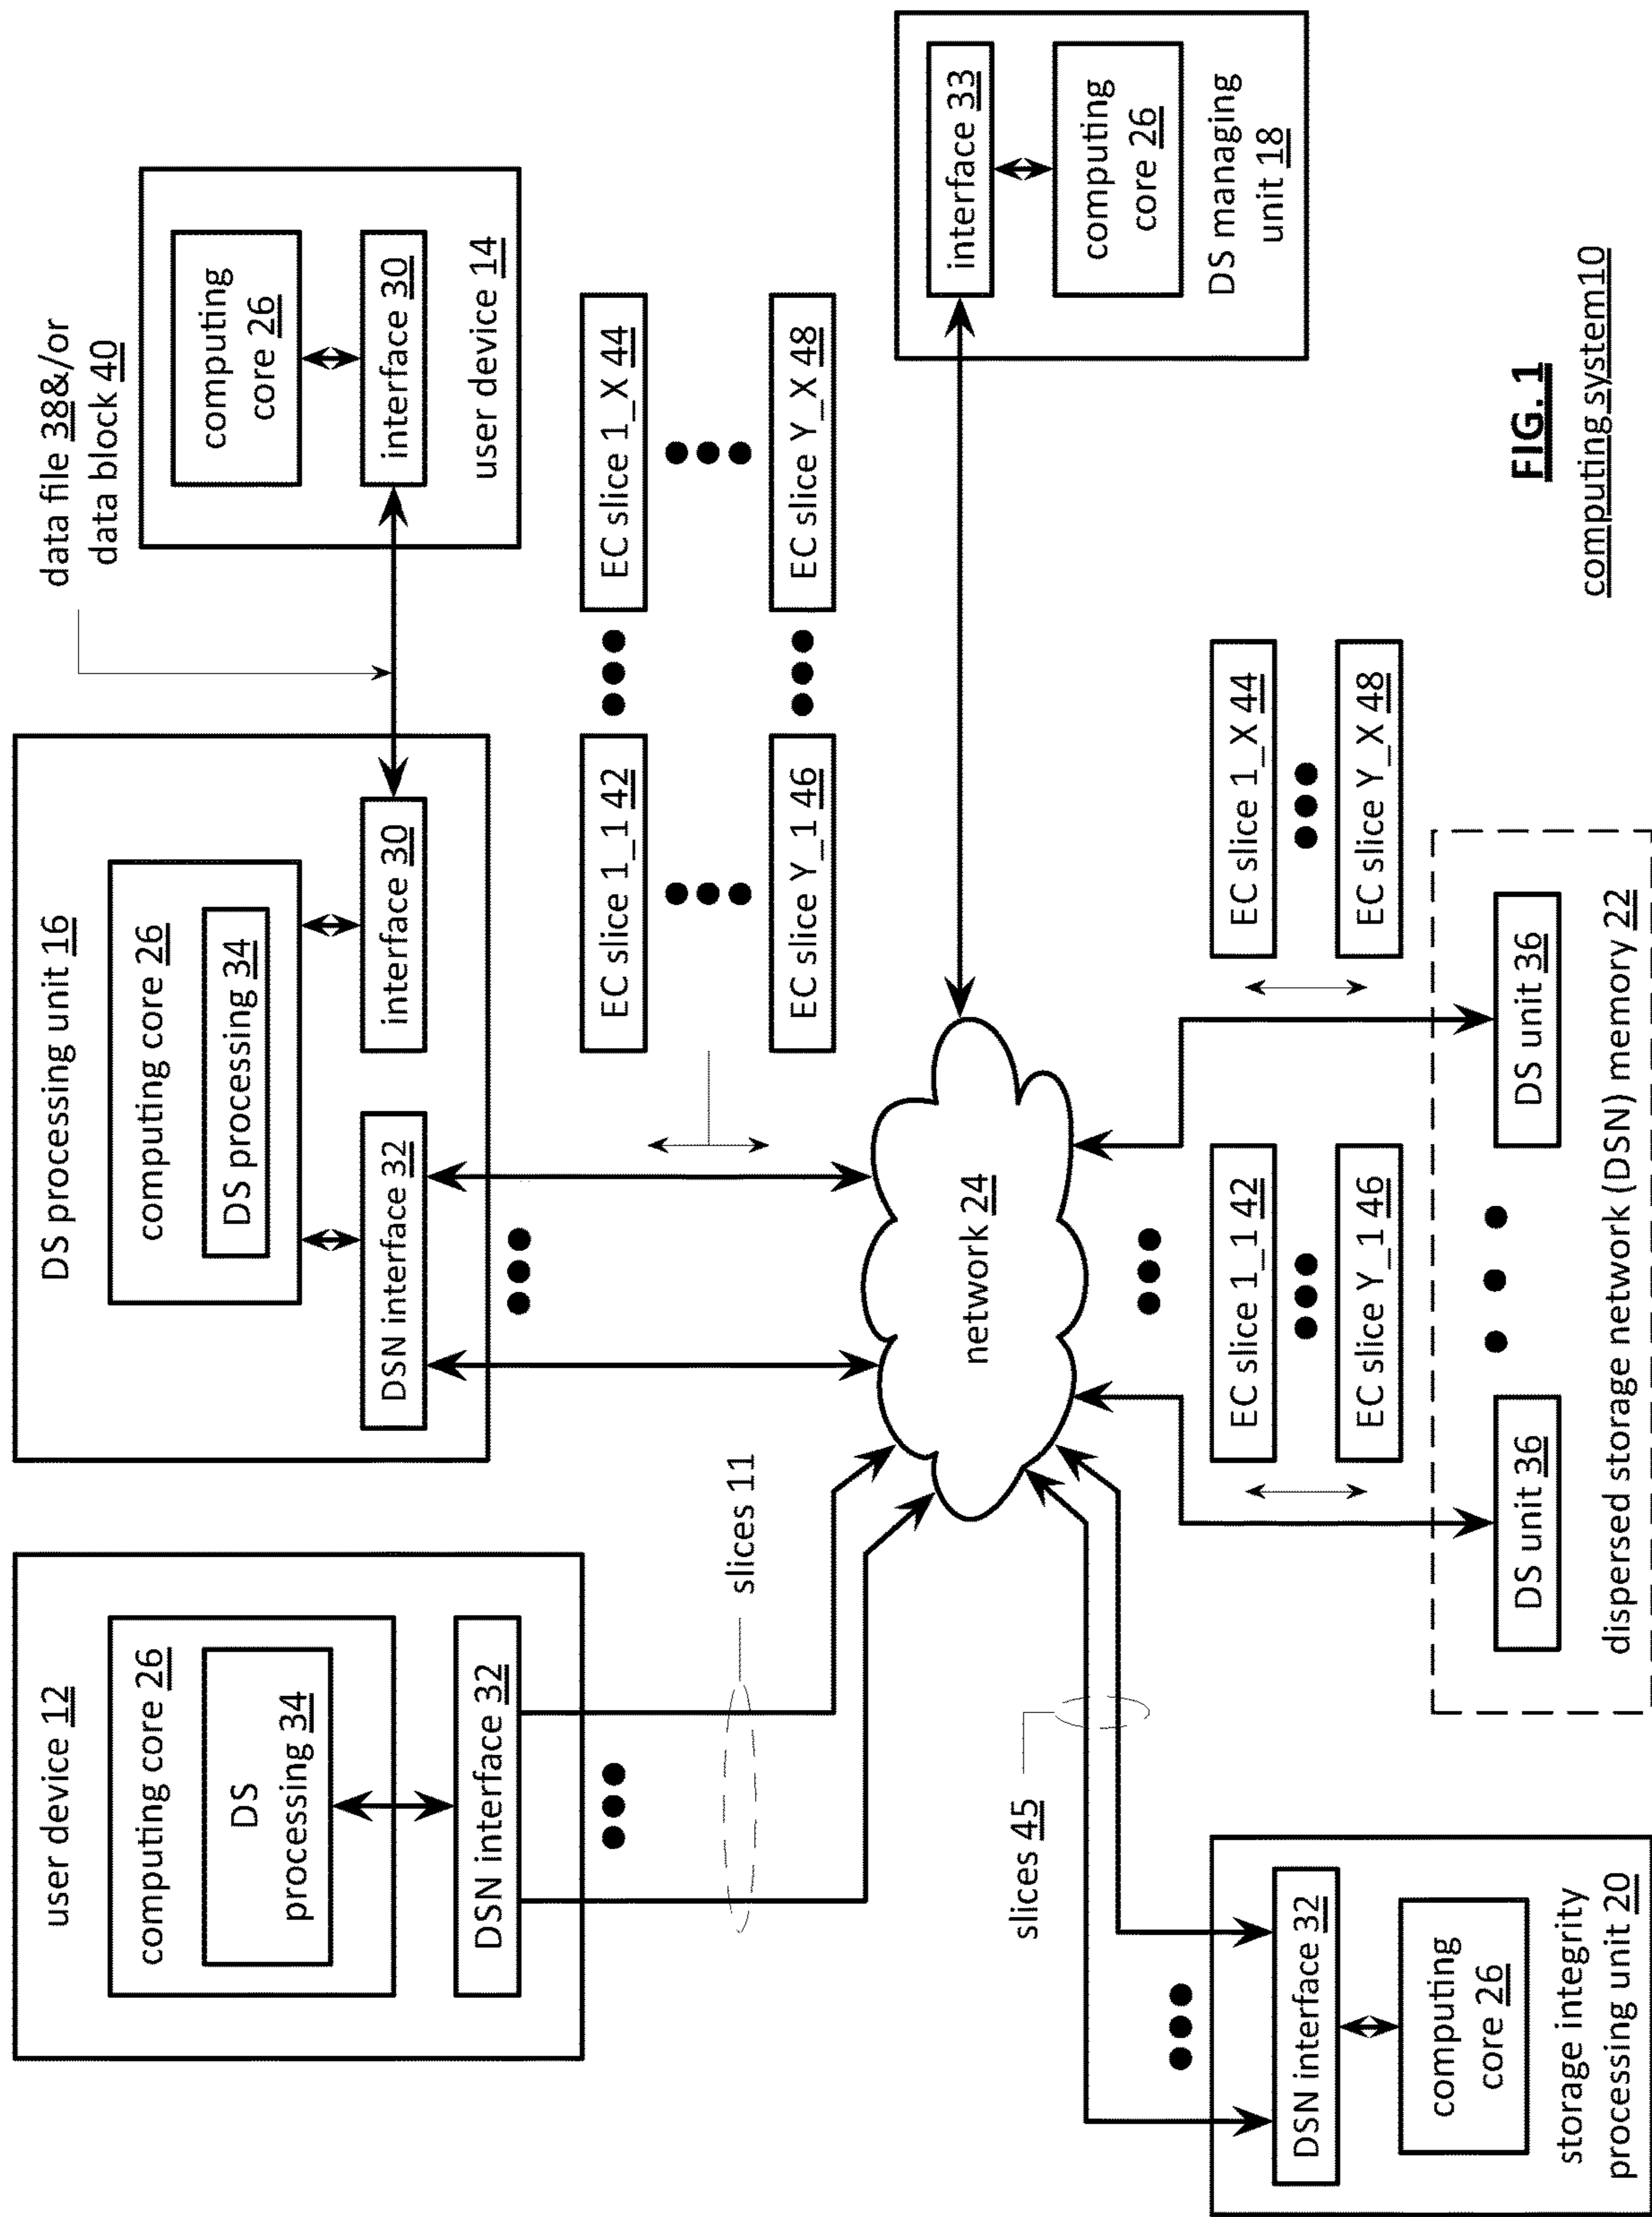 user device 12
computing core 26
DS
processing 34
DSN interface 32
slices 11
DS processing unit 16
computing core 26
DS processing 34
DSN interface 32
interface 30
data file 38&/or
data block 40
computing
core 26
interface 30
user device 14
EC slice 1_1 42
EC slice 1_X 44
EC slice Y_1 46
EC slice Y_X 48
network 24
interface 33
computing
core 26
DS managing
unit 18
slices 45
DSN interface 32
computing
core 26
storage integrity
processing unit 20
EC slice 1_1 42
EC slice Y_1 46
EC slice 1_X 44
EC slice Y_X 48
DS unit 36
DS unit 36
dispersed storage network (DSN) memory 22
FIG. 1
computing system10